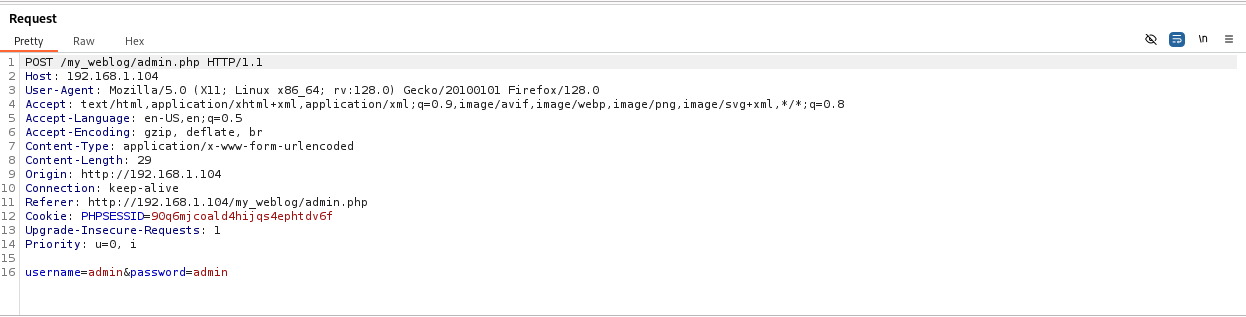 Request
Pretty Raw Hex \n
1 POST /my_weblog/admin.php HTTP/1.1
2 Host: 192.168.1.104
3 User-Agent: Mozilla/5.0 (X11; Linux x86_64; rv:128.0) Gecko/20100101 Firefox/128.0
4 Accept: text/html,application/xhtml+xml,application/xml;q=0.9,image/avif,image/webp,image/png,image/svg+xml,*/*;q=0.8
5 Accept-Language: en-US,en;q=0.5
6 Accept-Encoding: gzip, deflate, br
7 Content-Type: application/x-www-form-urlencoded
8 Content-Length: 29
9 Origin: http://192.168.1.104
10 Connection: keep-alive
11 Referer: http://192.168.1.104/my_weblog/admin.php
12 Cookie: PHPSESSID=90q6mjcoald4hijqs4ephtdv6f
13 Upgrade-Insecure-Requests: 1
14 Priority: u=0, i
15
16 username=admin&password=admin